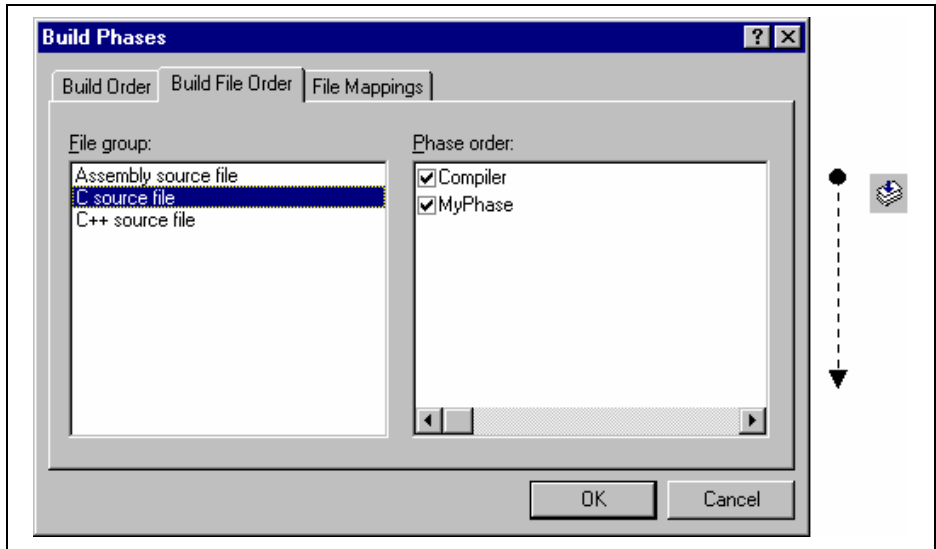 Build Phases
Build Order Build File Order File Mappings
File group: Phase order:
Assembly source file
C source file
C++ source file
Compiler
MyPhase
OK Cancel